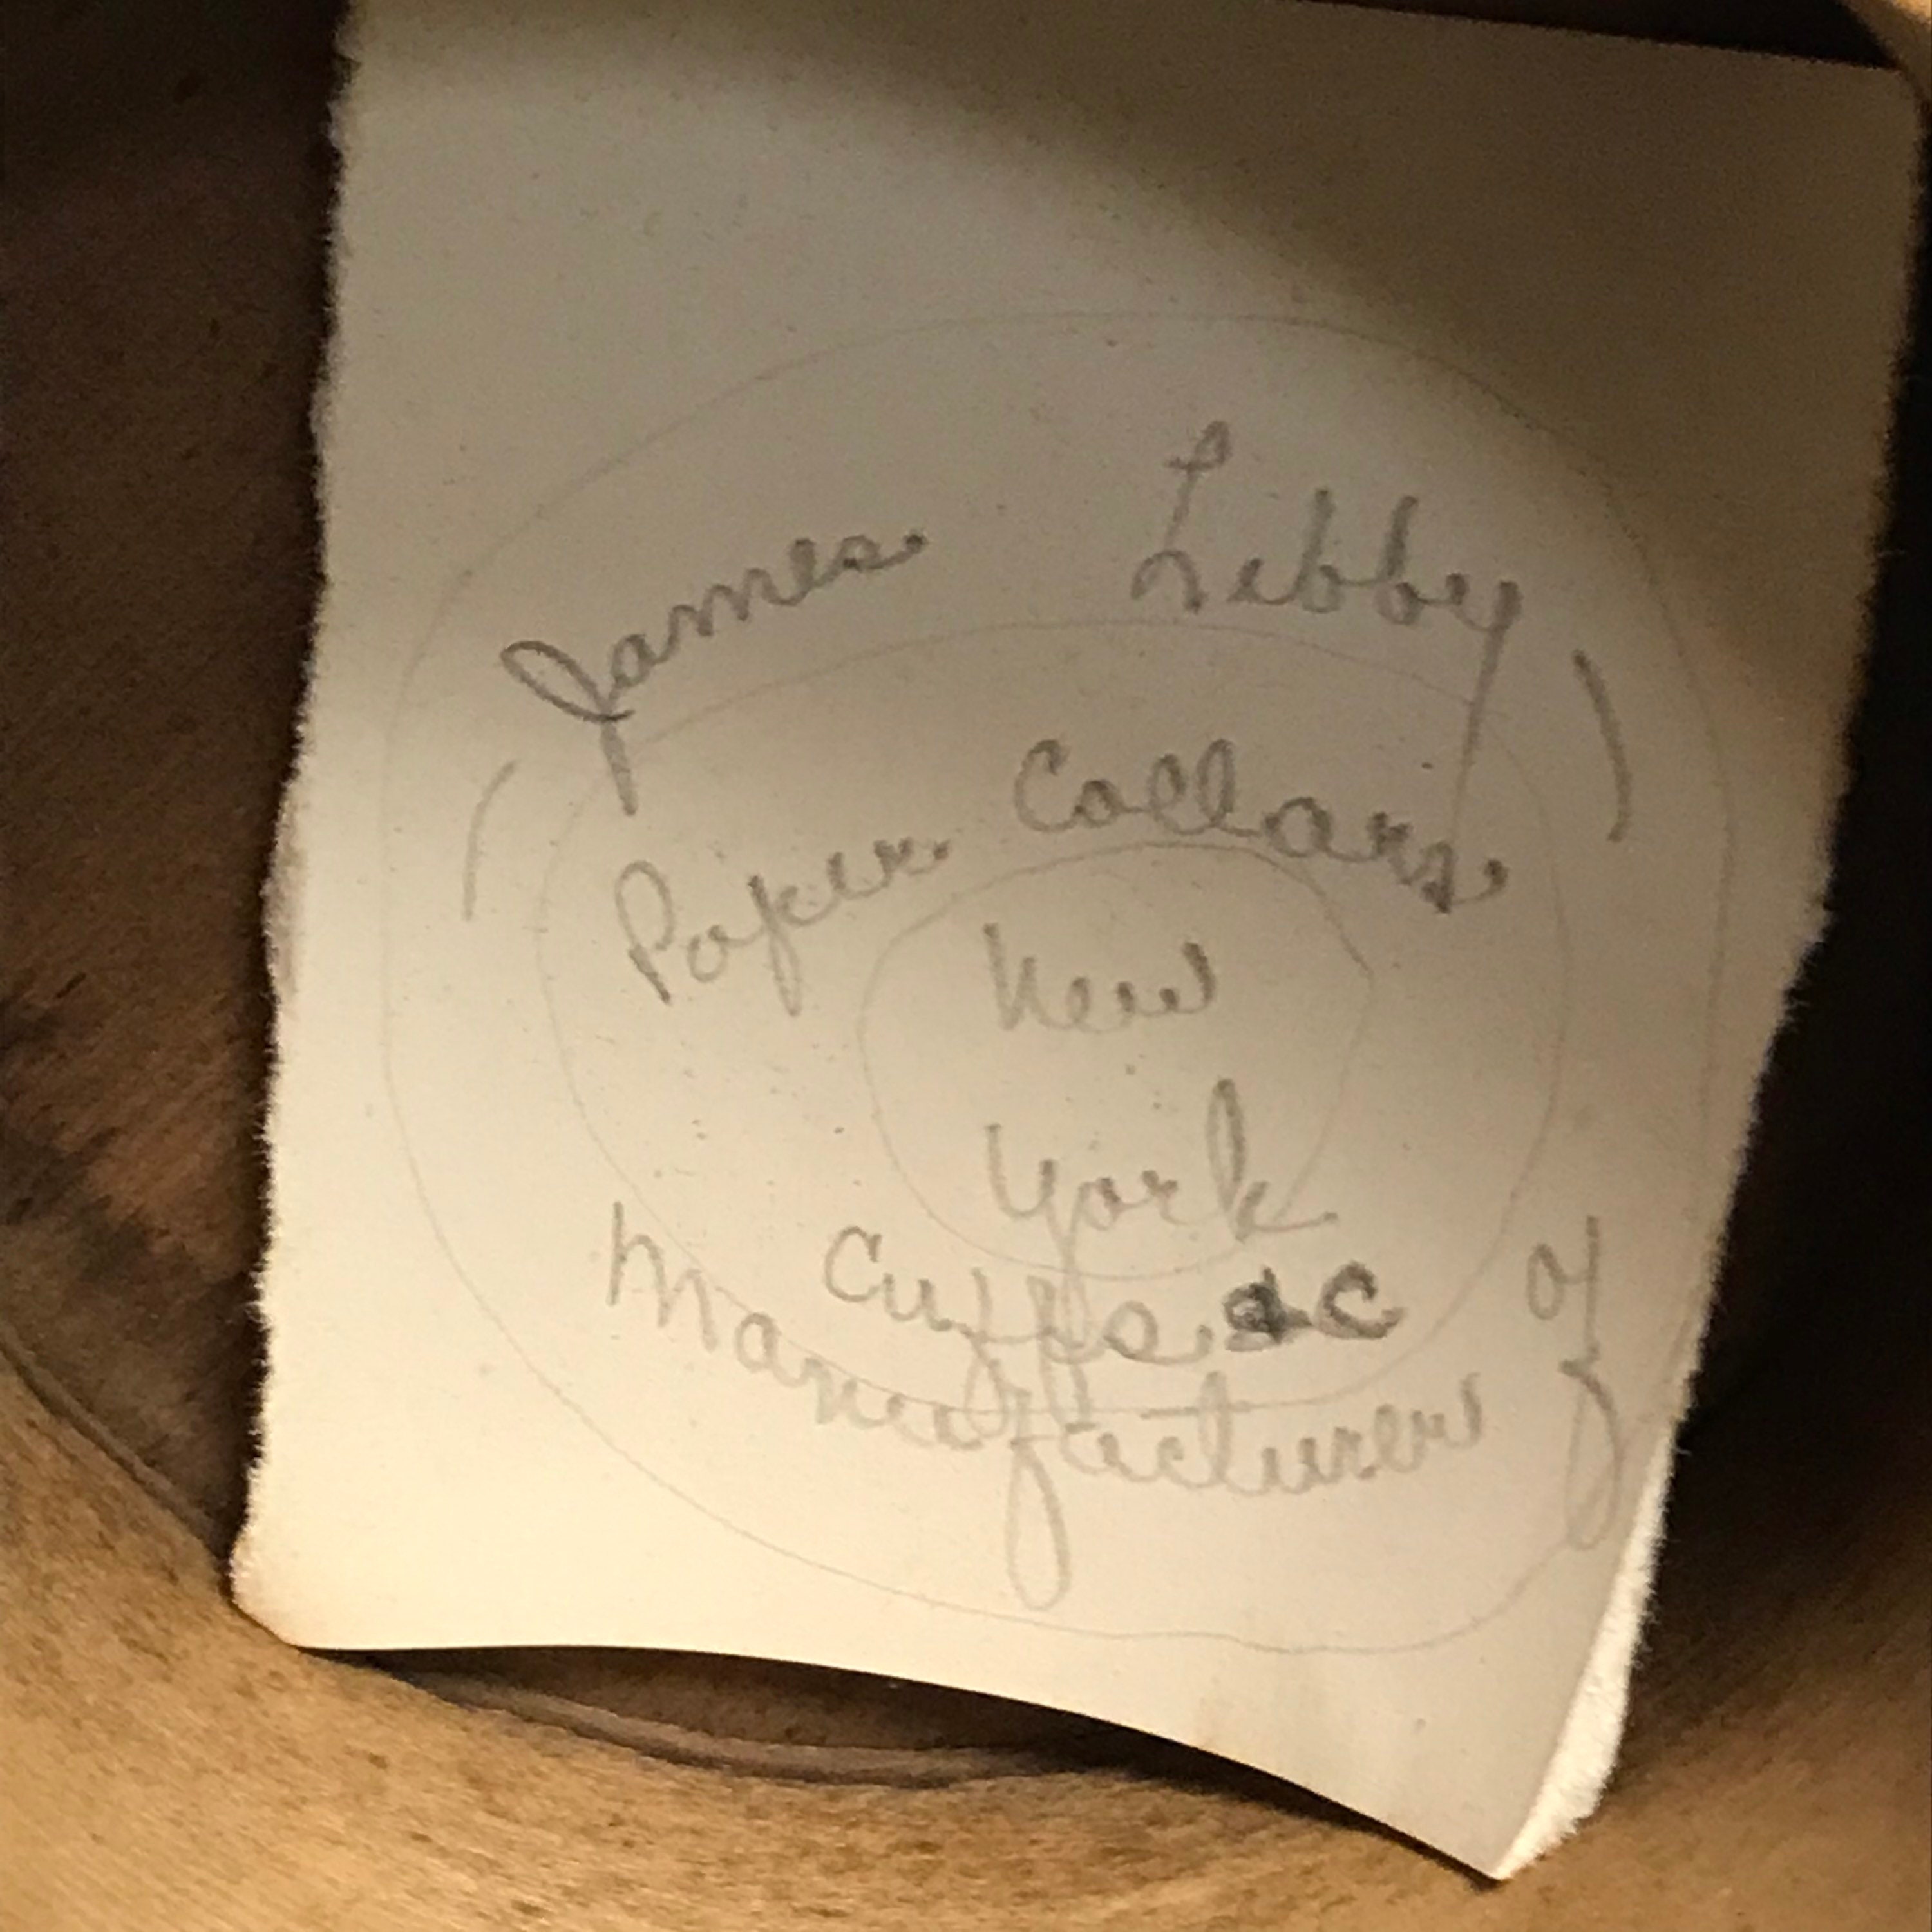 James Libby
Paper Collars
New
York
Cuffs &c
Manufacturer of